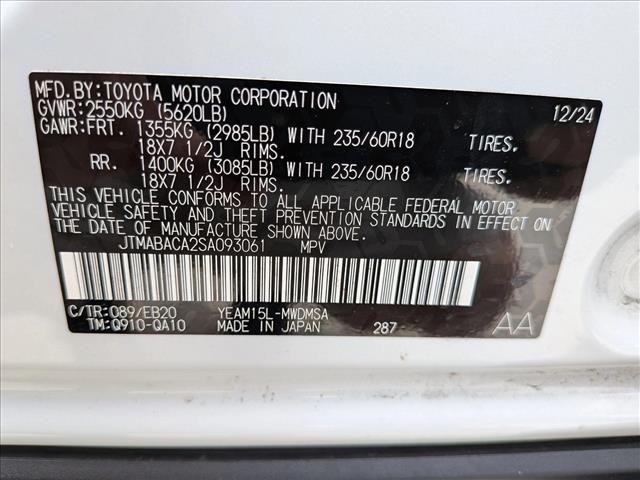 MFD.BY:TOYOTA MOTOR CORPORATION 12/24
GVWR:2550KG (5620LB)
GAWR:FRT. 1355KG (2985LB) WITH 235/60R18 TIRES.
18X7 1/2J RIMS.
RR. 1400KG (3085LB) WITH 235/60R18 TIRES.
18X7 1/2J RIMS.
THIS VEHICLE CONFORMS TO ALL APPLICABLE FEDERAL MOTOR
VEHICLE SAFETY AND THEFT PREVENTION STANDARDS IN EFFECT ON
THE DATE OF MANUFACTURE SHOWN ABOVE.
JTMABACA2SA093061 MPV
C/TR:089/EB20 YEAM15L-MWDMSA
TM:Q910-QA10 MADE IN JAPAN 287 AA